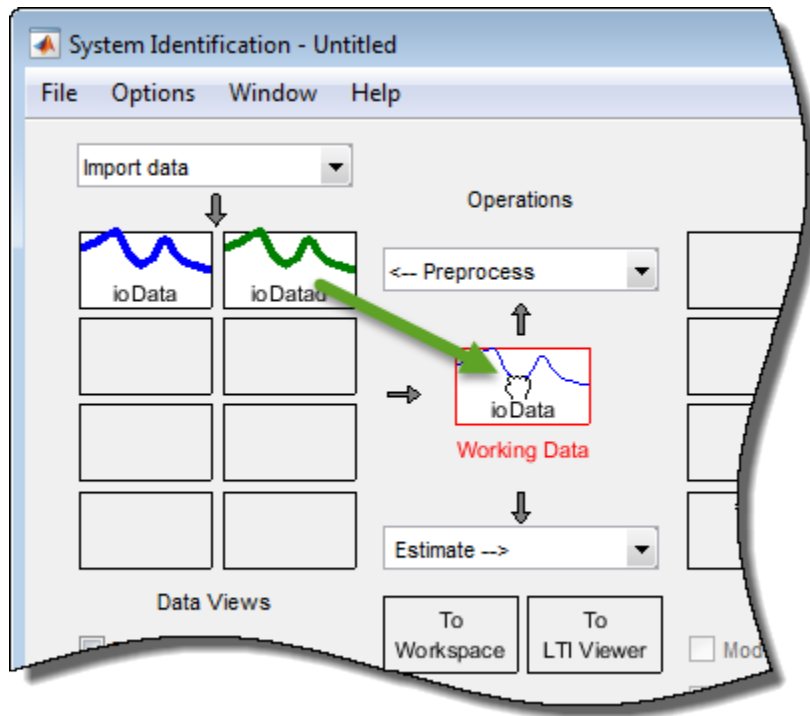 System Identification - Untitled
File Options Window Help
Import data
Operations
ioData
ioDatad
<-- Preprocess
ioData
Working Data
Estimate -->
Data Views
To
Workspace
To
LTI Viewer